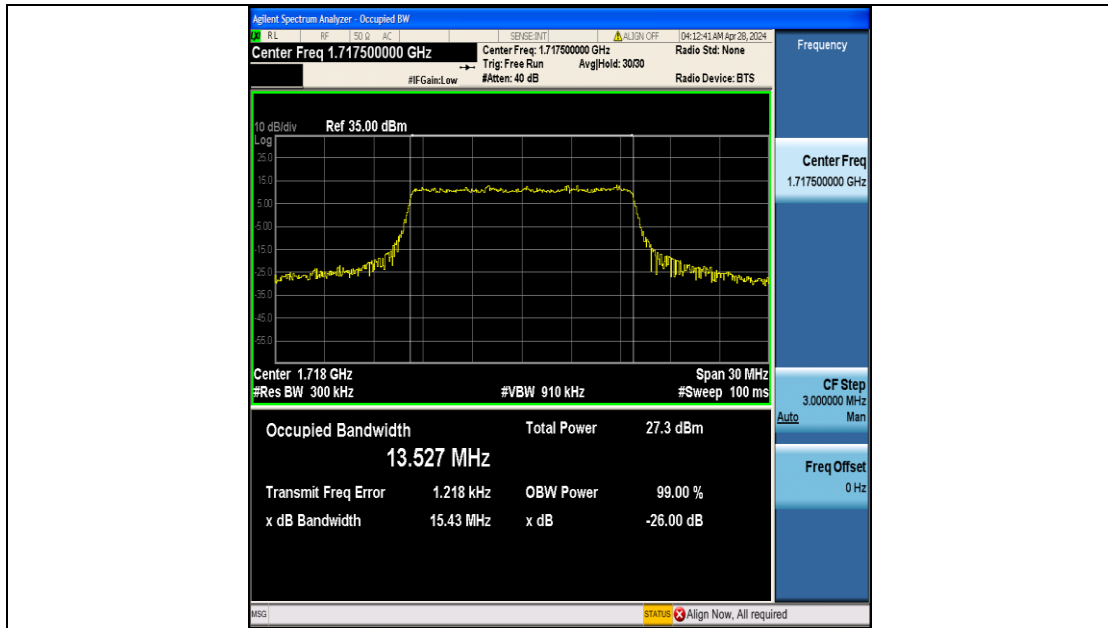 Agilent Spectrum Analyzer - Occupied BW
RL RF 50 Ω AC SENSE:INT ALIGN OFF 04:12:41 AM Apr 28, 2024
Center Freq 1.717500000 GHz
Center Freq: 1.717500000 GHz
Radio Std: None
Trig: Free Run Avg|Hold: 30/30
#IFGain:Low
#Atten: 40 dB
Radio Device: BTS
10 dB/div Ref 35.00 dBm
Log
25.0
15.0
5.00
-5.00
-15.0
-25.0
-35.0
-45.0
-55.0
Center 1.718 GHz Span 30 MHz
#Res BW 300 kHz #VBW 910 kHz #Sweep 100 ms
Occupied Bandwidth Total Power 27.3 dBm
13.527 MHz
Transmit Freq Error 1.218 kHz OBW Power 99.00 %
x dB Bandwidth 15.43 MHz x dB -26.00 dB
Frequency
Center Freq
1.717500000 GHz
CF Step
3.000000 MHz
Auto Man
Freq Offset
0 Hz
MSG STATUS Align Now, All required